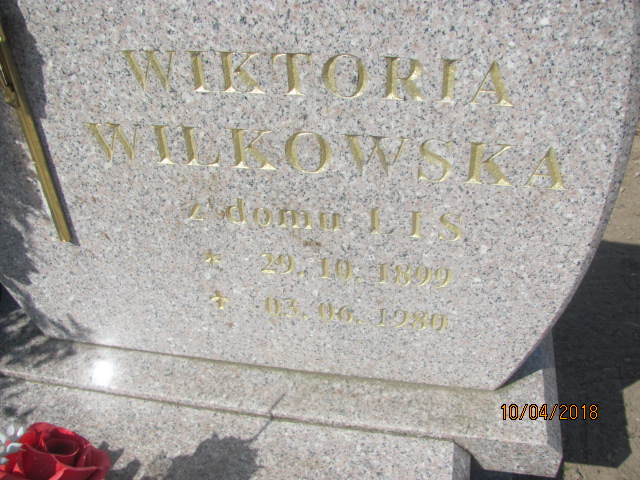 WIKTORIA
WILKOWSKA
z domu LIS
* 29.10.1899
+ 03.06.1980
10/04/2018